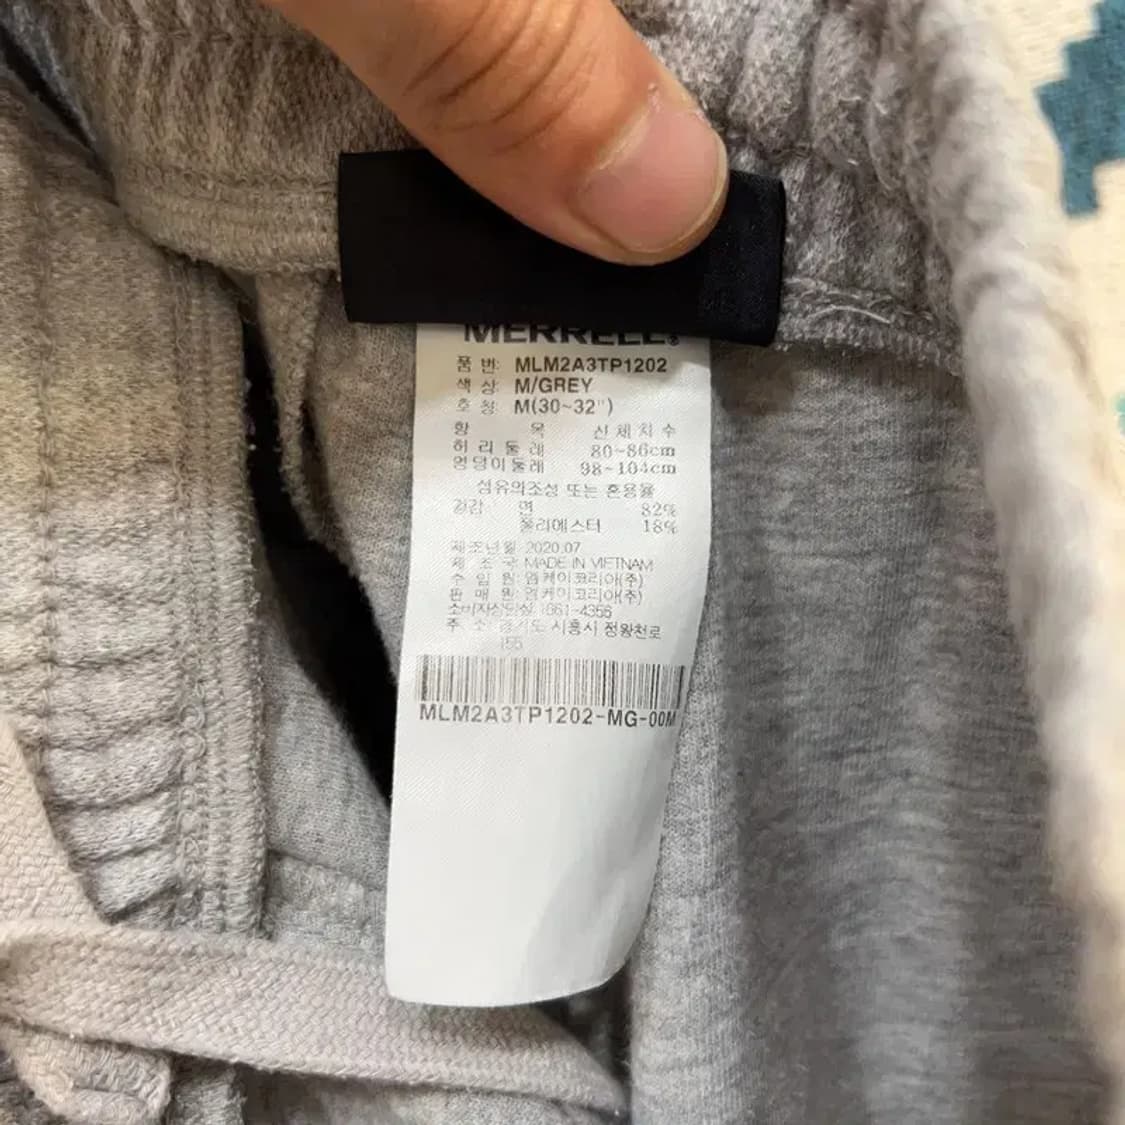 MERRELL®
품 번: MLM2A3TP1202
색 상: M/GREY
호 칭: M(30~32")
항 목 신 체 치 수
허 리 둘 레 80~86cm
엉덩이둘레 98~104cm
섬유의조성 또는 혼용율
겉감 면 82%
폴리에스터 18%
제조년월: 2020.07
제 조 국: MADE IN VIETNAM
수 입 원: 엠케이코리아(주)
판 매 원: 엠케이코리아(주)
소비자상담실: 1661-4356
주 소: 경기도 시흥시 정왕천로
155
MLM2A3TP1202-MG-00M